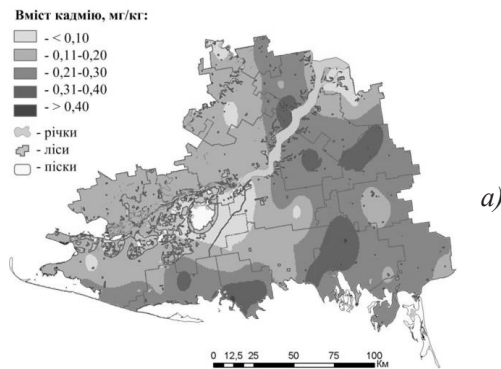 Вміст кадмію, мг/кг:
- < 0,10
- 0,11-0,20
- 0,21-0,30
- 0,31-0,40
- > 0,40
- річки
- ліси
- піски
а)
0 12,5 25 50 75 100
Км